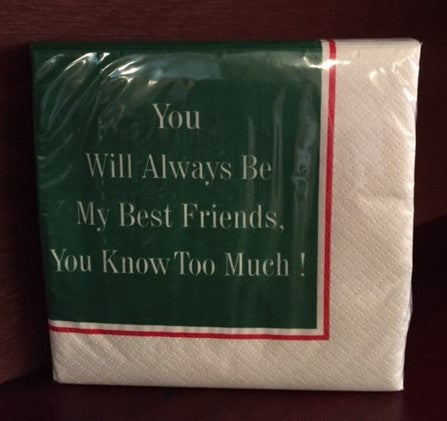 You
Will Always Be
My Best Friends,
You Know Too Much !